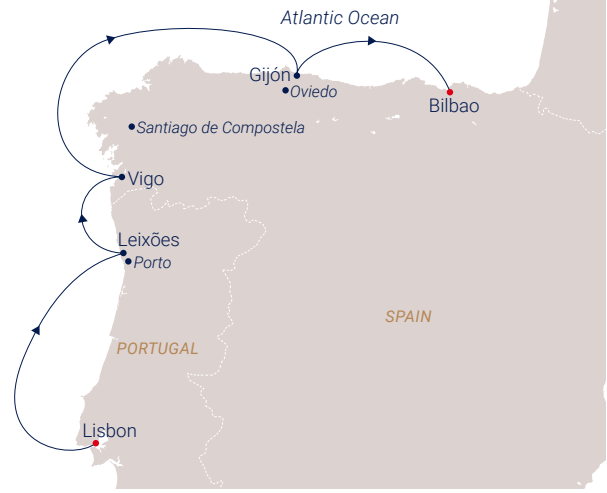 Atlantic Ocean
Gijón
Oviedo
Bilbao
Santiago de Compostela
Vigo
Leixões
Porto
SPAIN
PORTUGAL
Lisbon